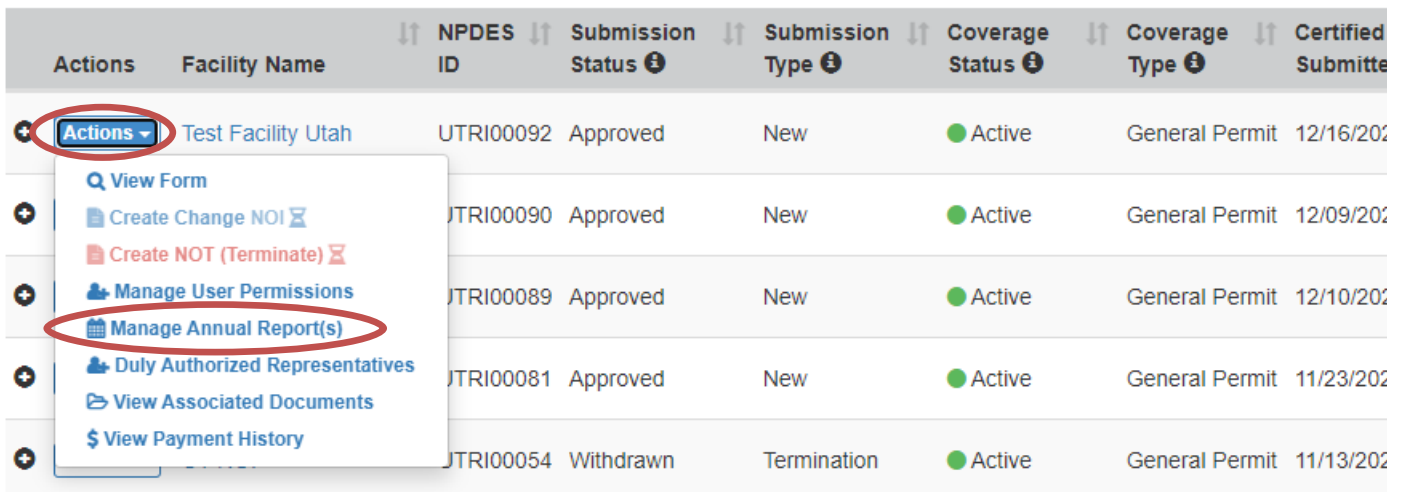 Actions Facility Name NPDES ID Submission Status Submission Type Coverage Status Coverage Type Certified
Actions Test Facility Utah UTRI00092 Approved New Active General Permit 12/16/202
View Form
Create Change NOI
UTRI00090 Approved New Active General Permit 12/09/202
Create NOT (Terminate)
Manage User Permissions
UTRI00089 Approved New Active General Permit 12/10/202
Manage Annual Report(s)
Duly Authorized Representatives
UTRI00081 Approved New Active General Permit 11/23/202
View Associated Documents
$ View Payment History
UTRI00054 Withdrawn Termination Active General Permit 11/13/202